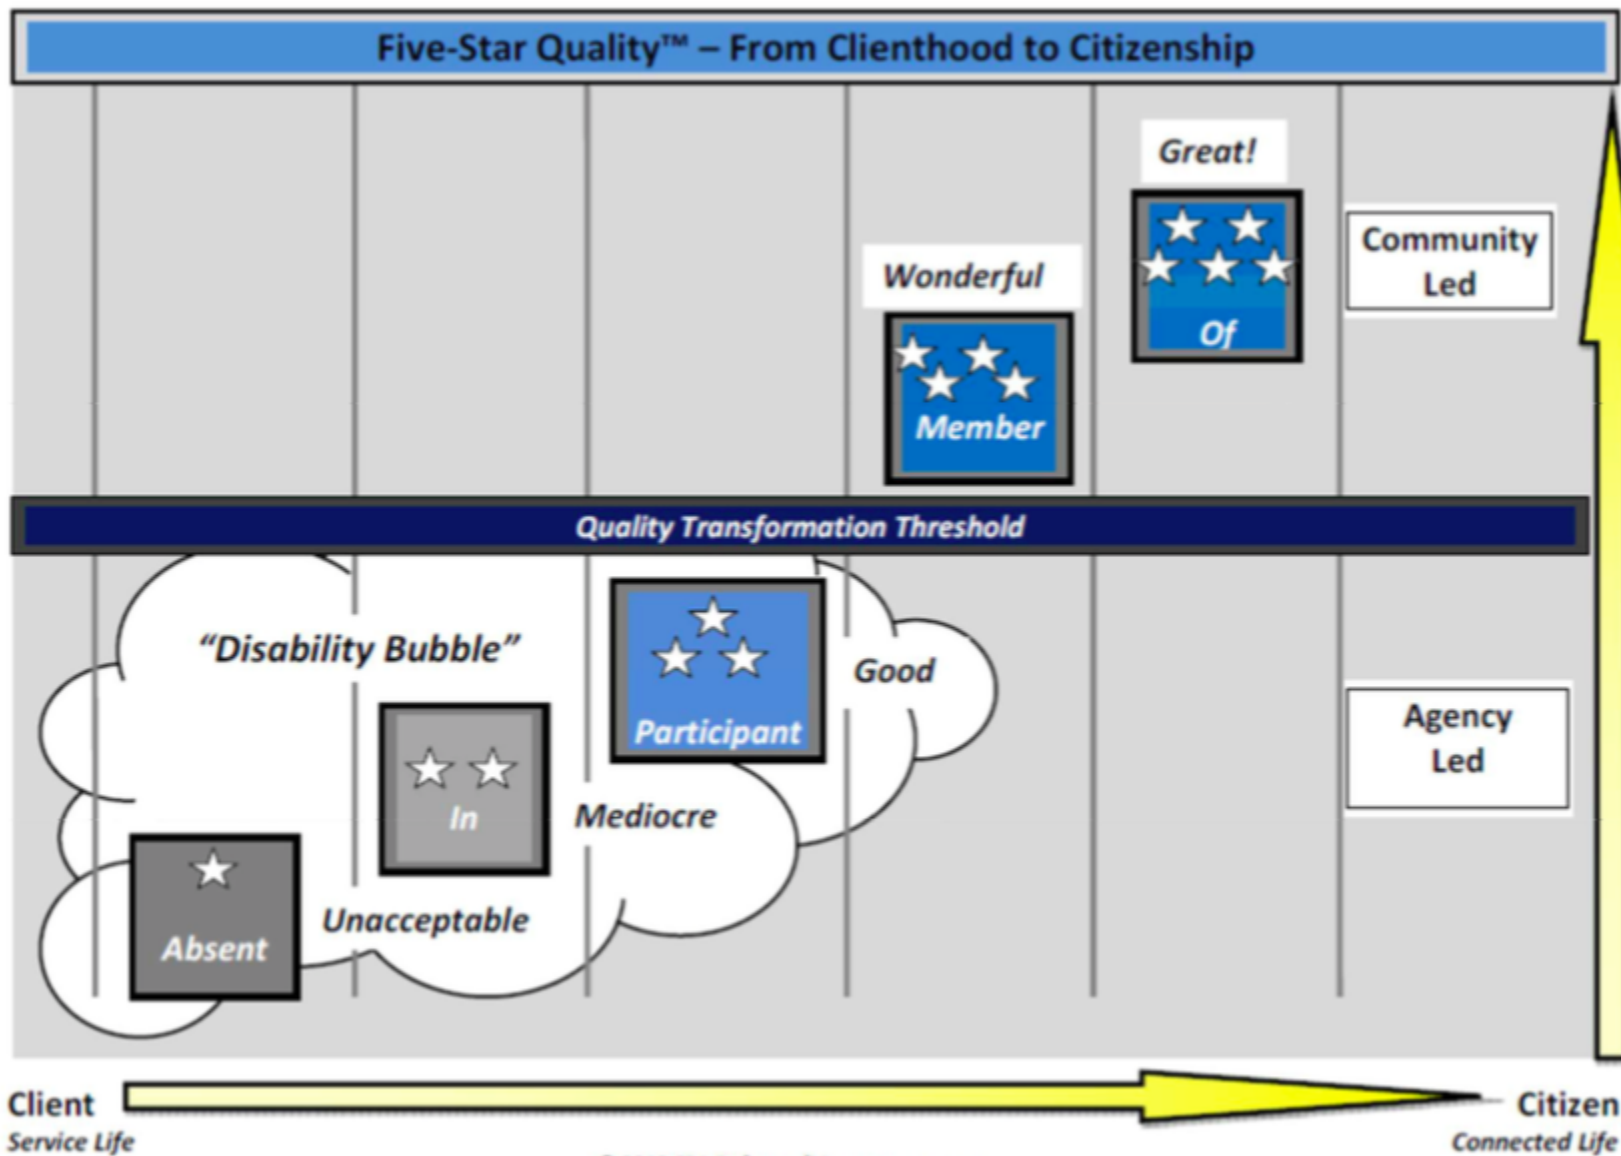 Five-Star Quality™ – From Clienthood to Citizenship
Great!
Of
Community
Led
Wonderful
Member
Quality Transformation Threshold
"Disability Bubble"
Participant
Good
In
Mediocre
Agency
Led
Absent
Unacceptable
Client
Service Life
Citizen
Connected Life